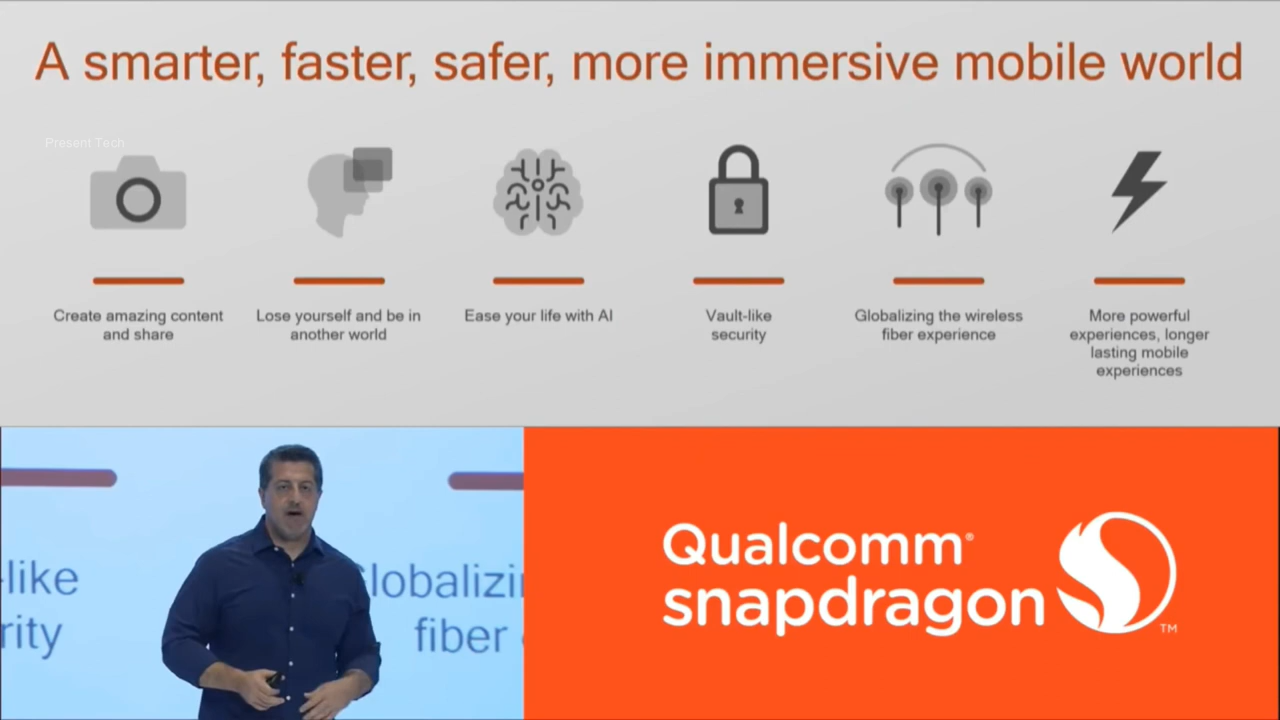 A smarter, faster, safer, more immersive mobile world
Present Tech
Create amazing content
and share
Lose yourself and be in
another world
Ease your life with AI
Vault-like
security
Globalizing the wireless
fiber experience
More powerful
experiences, longer
lasting mobile
experiences
-like
rity
lobalizi
fiber
Qualcomm®
snapdragon
TM